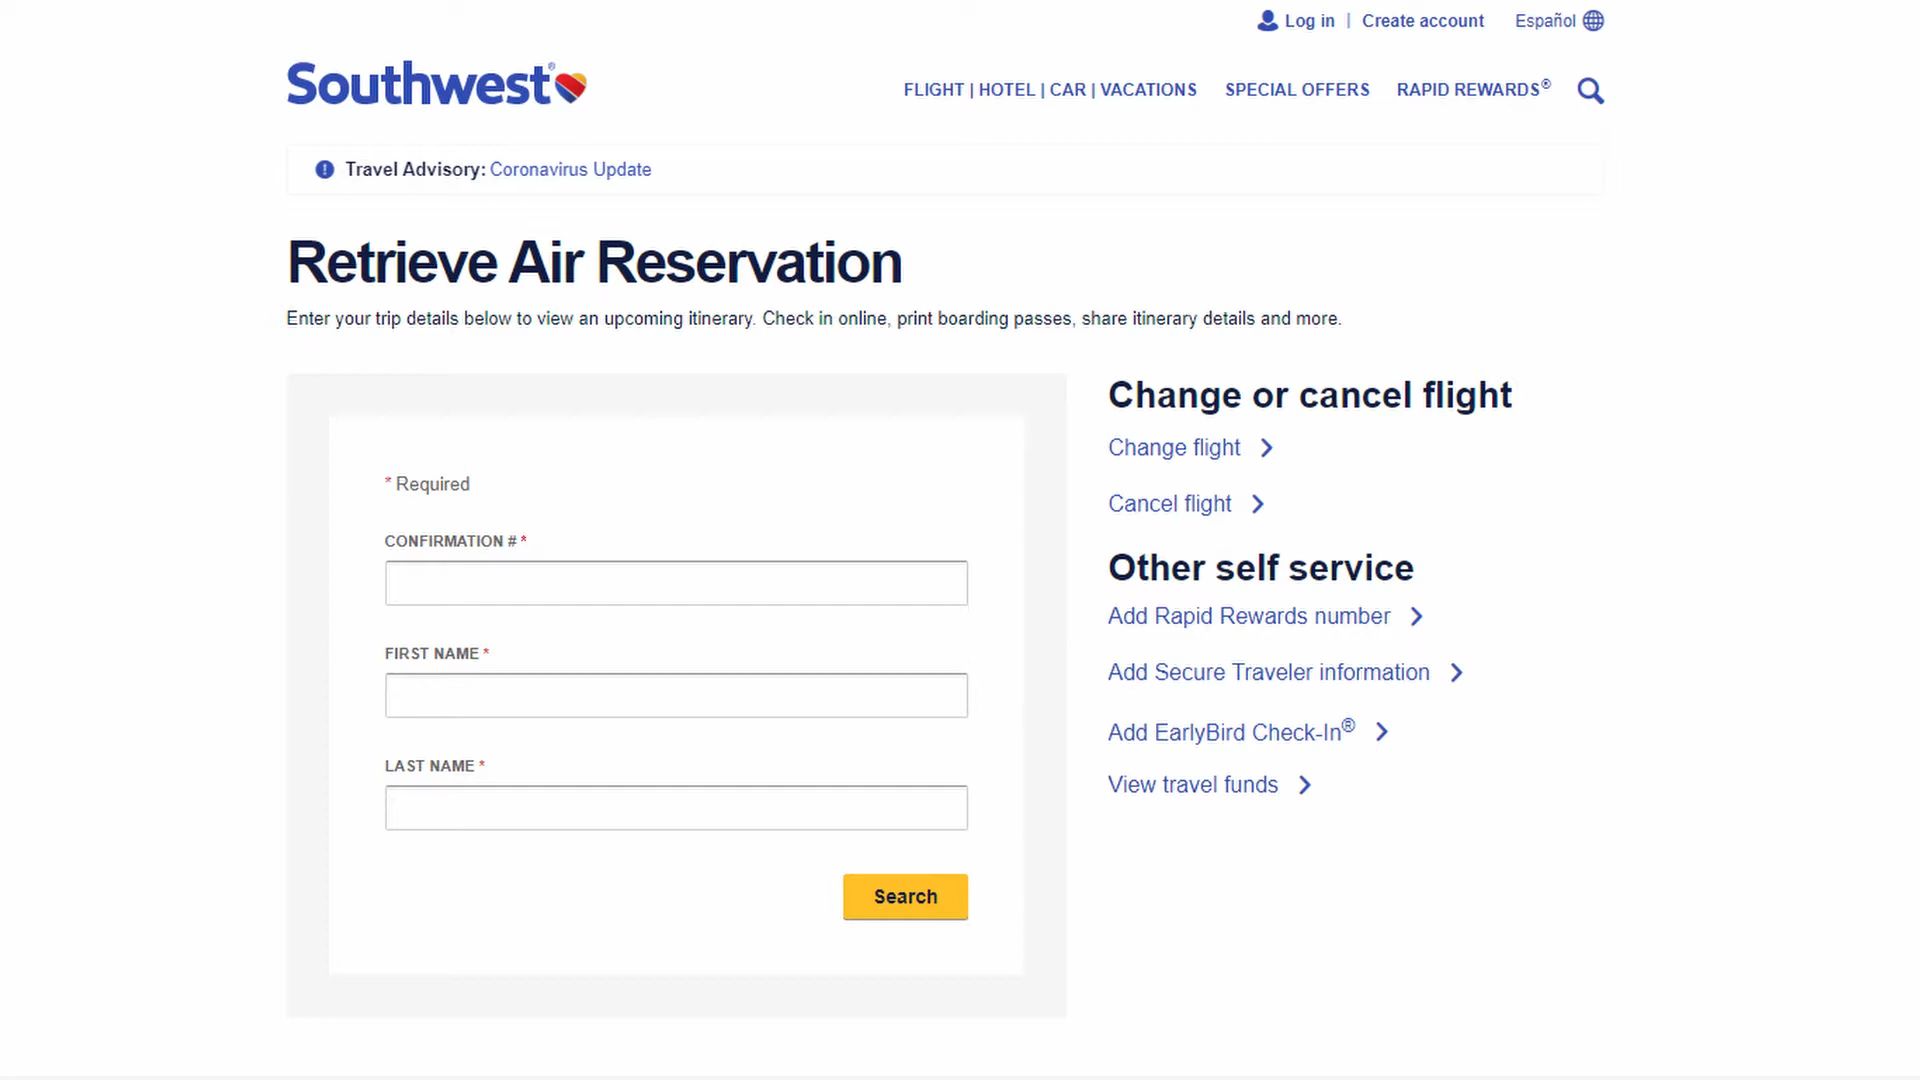 Log in | Create account Español
Southwest®
FLIGHT | HOTEL | CAR | VACATIONS SPECIAL OFFERS RAPID REWARDS®
Travel Advisory: Coronavirus Update
Retrieve Air Reservation
Enter your trip details below to view an upcoming itinerary. Check in online, print boarding passes, share itinerary details and more.
* Required
CONFIRMATION # *
FIRST NAME *
LAST NAME *
Search
Change or cancel flight
Change flight
Cancel flight
Other self service
Add Rapid Rewards number
Add Secure Traveler information
Add EarlyBird Check-In®
View travel funds